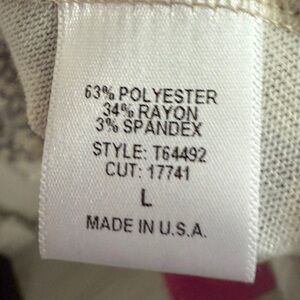 63% POLYESTER
34% RAYON
3% SPANDEX
STYLE: T64492
CUT: 17741
L
MADE IN U.S.A.